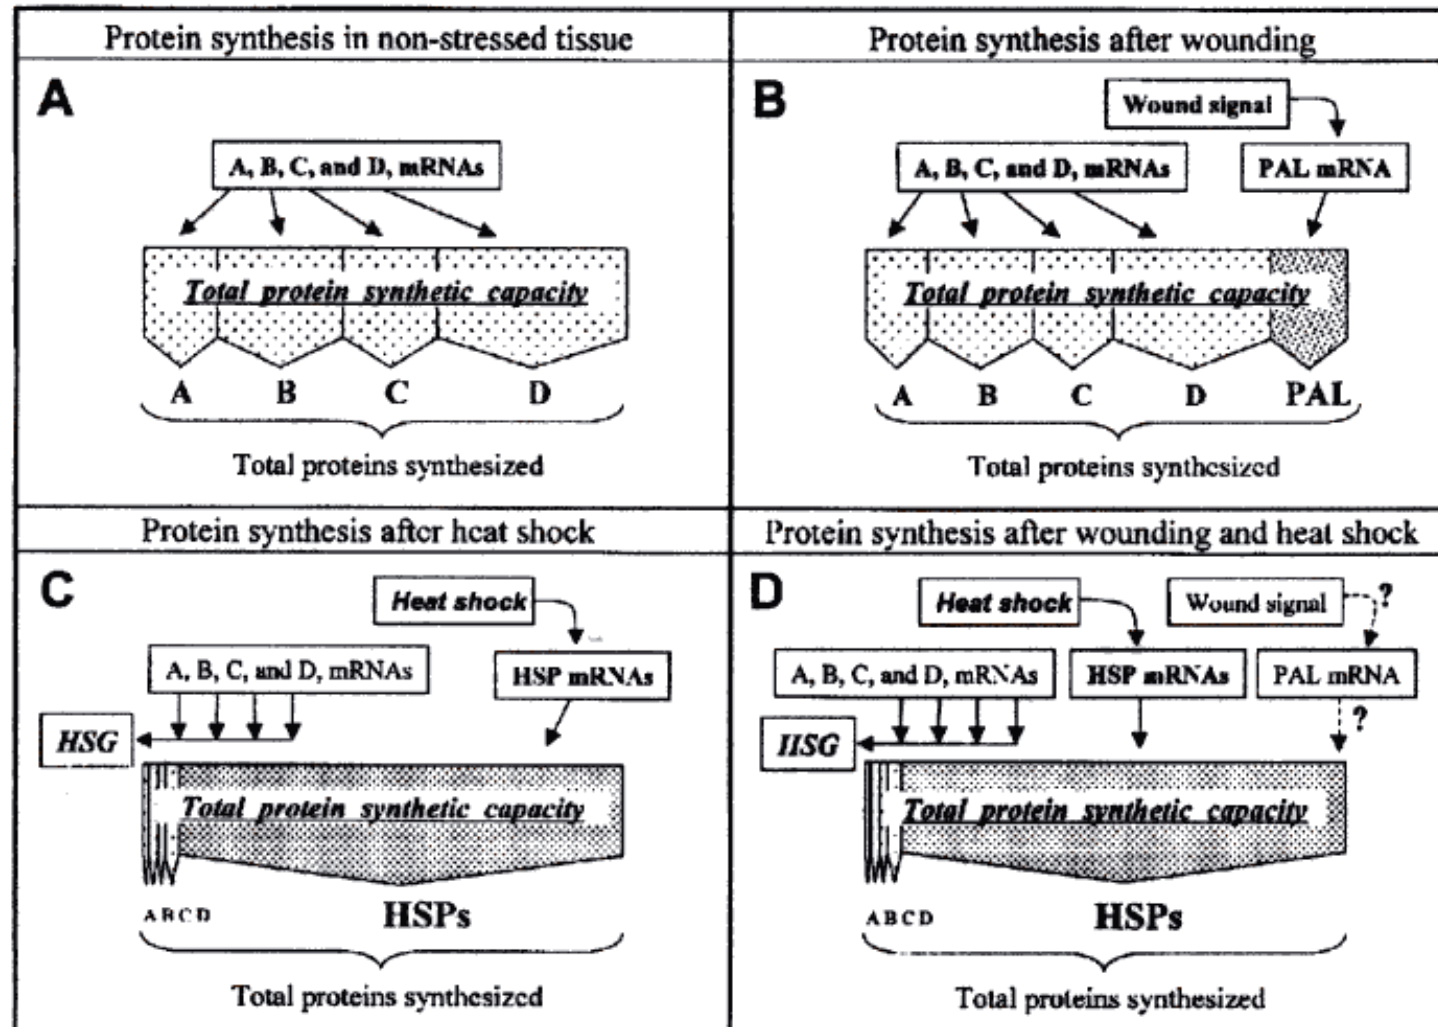 Protein synthesis in non-stressed tissue
A
A, B, C, and D, mRNAs
Total protein synthetic capacity
A B C D
Total proteins synthesized
Protein synthesis after wounding
B
Wound signal
A, B, C, and D, mRNAs PAL mRNA
Total protein synthetic capacity
A B C D PAL
Total proteins synthesized
Protein synthesis after heat shock
C
Heat shock
A, B, C, and D, mRNAs HSP mRNAs
HSG
Total protein synthetic capacity
A B C D HSPs
Total proteins synthesized
Protein synthesis after wounding and heat shock
D
Heat shock Wound signal ?
A, B, C, and D, mRNAs HSP mRNAs PAL mRNA
HSG ?
Total protein synthetic capacity
A B C D HSPs
Total proteins synthesized